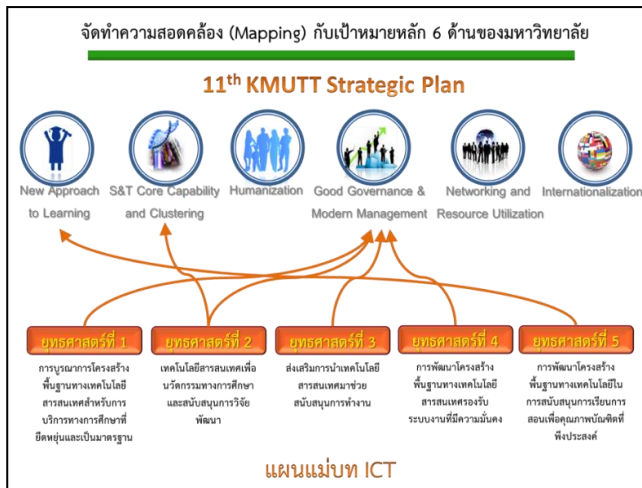 จัดทำความสอดคล้อง (Mapping) กับเป้าหมายหลัก 6 ด้านของมหาวิทยาลัย
11th KMUTT Strategic Plan
New Approach
to Learning
S&T Core Capability
and Clustering
Humanization
Good Governance &
Modern Management
Networking and
Resource Utilization
Internationalization
ยุทธศาสตร์ที่ 1
การบูรณาการโครงสร้าง
พื้นฐานทางเทคโนโลยี
สารสนเทศสำหรับการ
บริการทางการศึกษาที่
ยืดหยุ่นและเป็นมาตรฐาน
ยุทธศาสตร์ที่ 2
เทคโนโลยีสารสนเทศเพื่อ
นวัตกรรมทางการศึกษา
และสนับสนุนการวิจัย
พัฒนา
ยุทธศาสตร์ที่ 3
ส่งเสริมการนำเทคโนโลยี
สารสนเทศมาช่วย
สนับสนุนการทำงาน
ยุทธศาสตร์ที่ 4
การพัฒนาโครงสร้าง
พื้นฐานทางเทคโนโลยี
สารสนเทศรองรับ
ระบบงานที่มีความมั่นคง
ยุทธศาสตร์ที่ 5
การพัฒนาโครงสร้าง
พื้นฐานทางเทคโนโลยีใน
การสนับสนุนการเรียนการ
สอนเพื่อคุณภาพบัณฑิตที่
พึงประสงค์
แผนแม่บท ICT